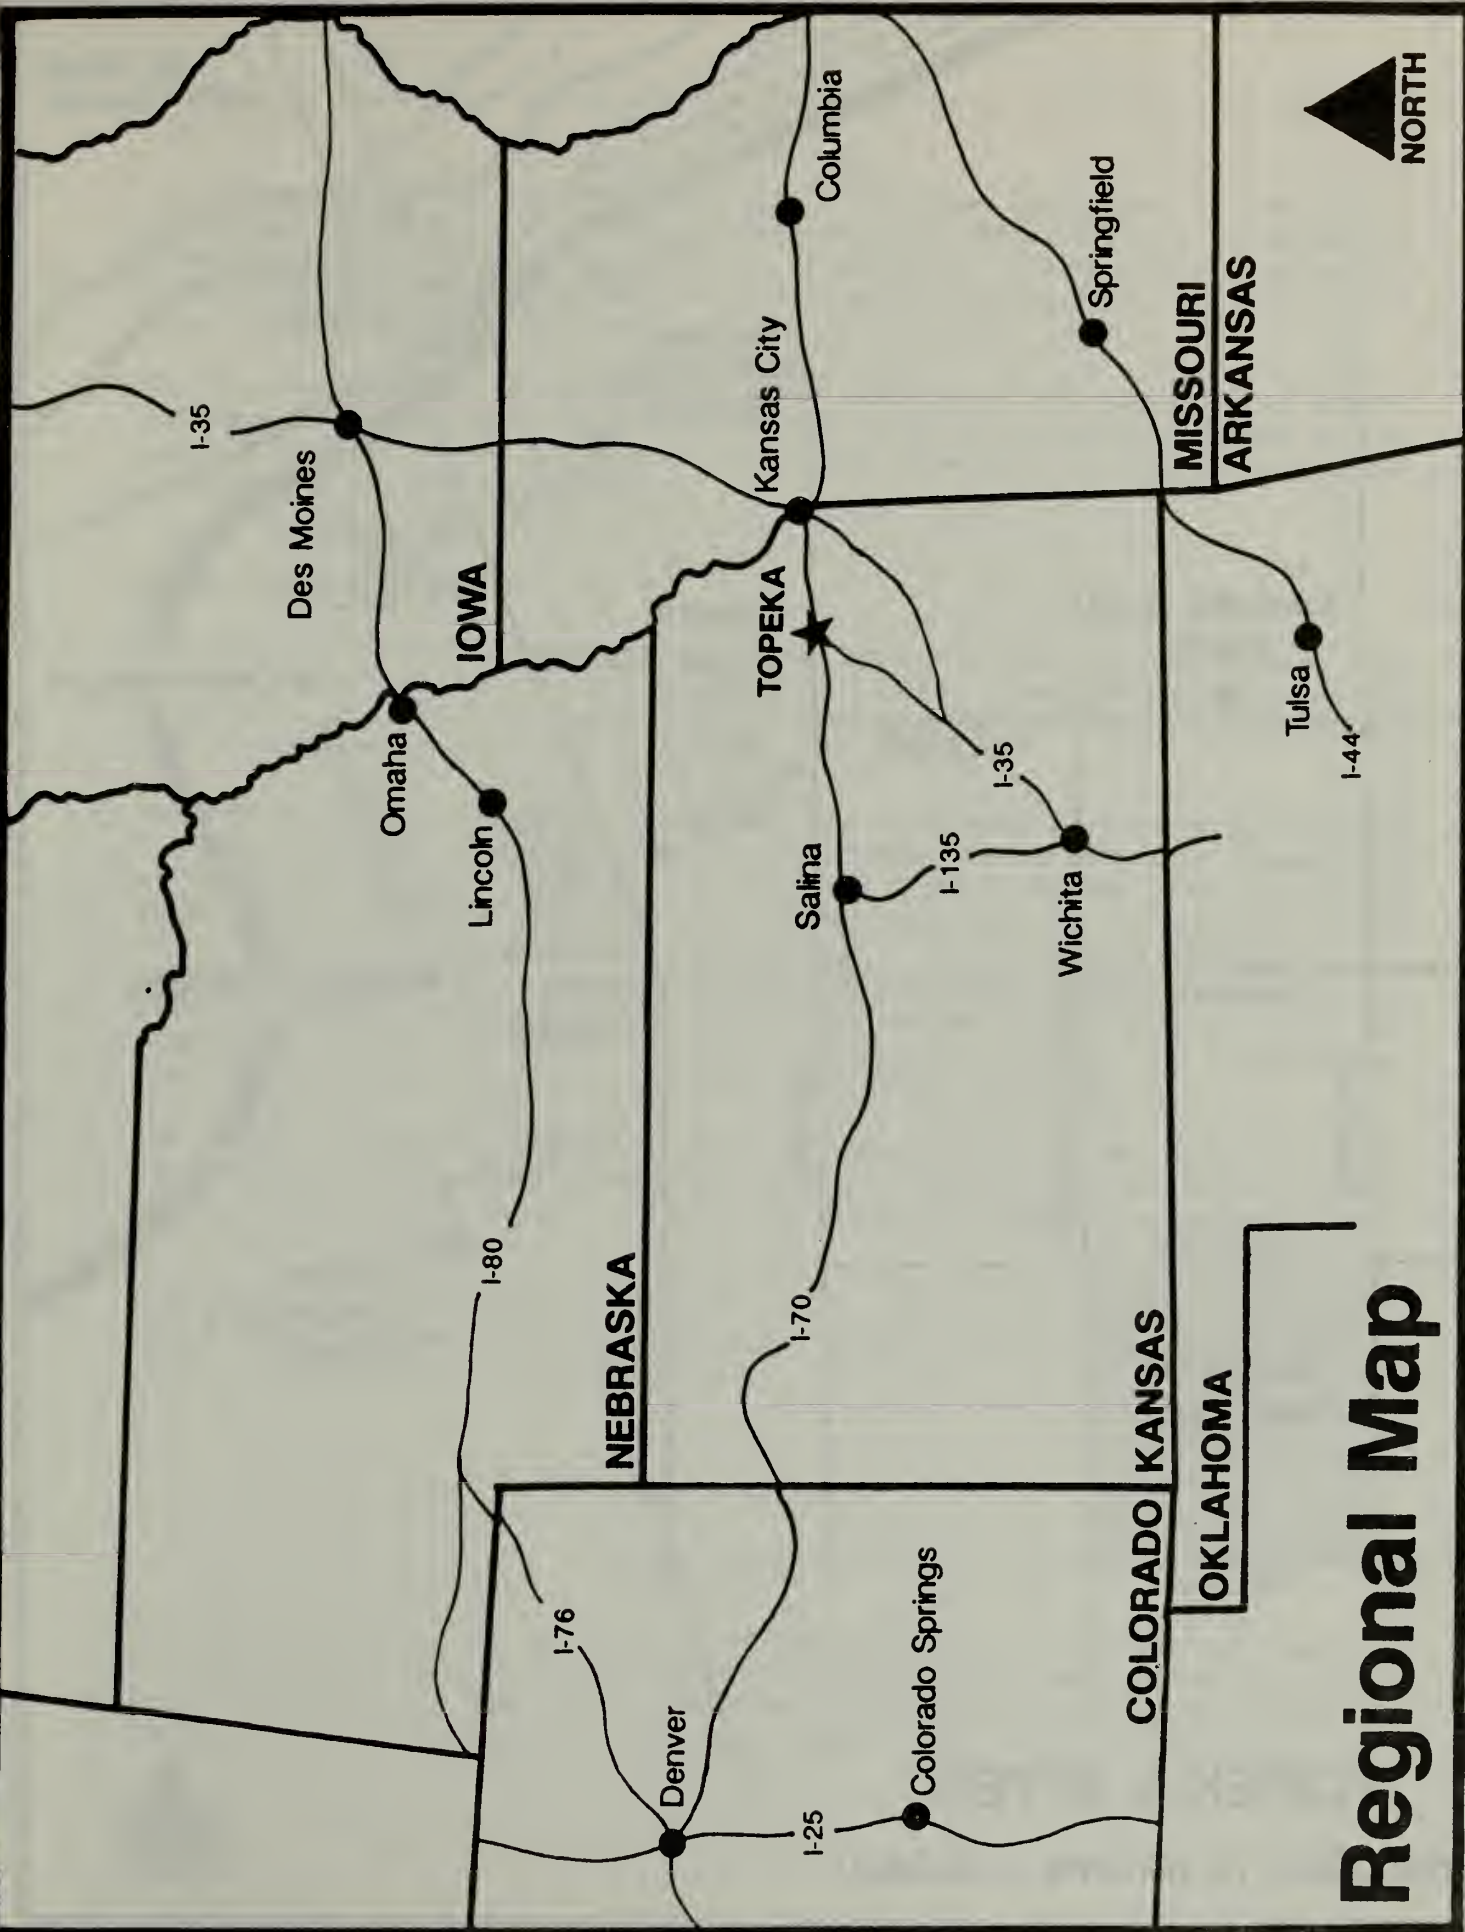 I-35
Des Moines
IOWA
Omaha
Lincoln
I-80
NEBRASKA
I-76
Denver
I-25
Colorado Springs
COLORADO
Columbia
Kansas City
TOPEKA
Salina
I-70
I-135
I-35
Wichita
KANSAS
Springfield
MISSOURI
ARKANSAS
Tulsa
I-44
OKLAHOMA
NORTH
Regional Map